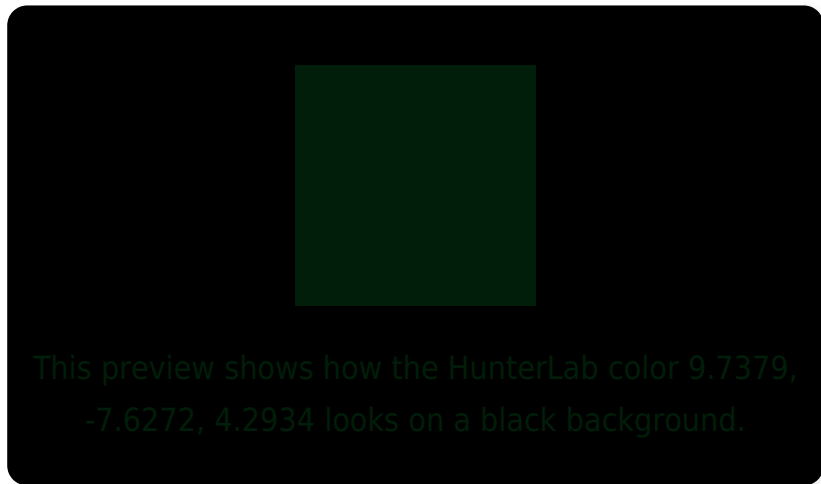 This preview shows how the HunterLab color 9.7379,
-7.6272, 4.2934 looks on a black background.